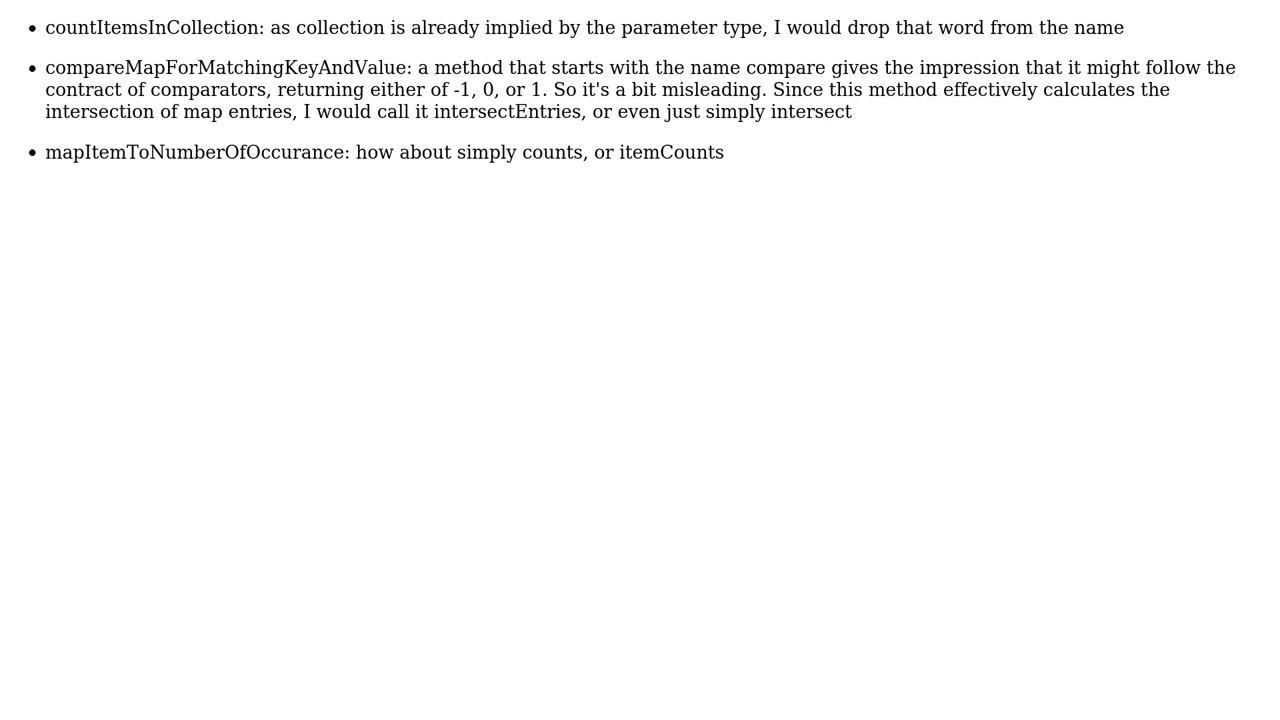 • countItemsInCollection: as collection is already implied by the parameter type, I would drop that word from the name
• compareMapForMatchingKeyAndValue: a method that starts with the name compare gives the impression that it might follow the
contract of comparators, returning either of -1, 0, or 1. So it's a bit misleading. Since this method effectively calculates the
intersection of map entries, I would call it intersectEntries, or even just simply intersect
• mapItemToNumberOfOccurance: how about simply counts, or itemCounts